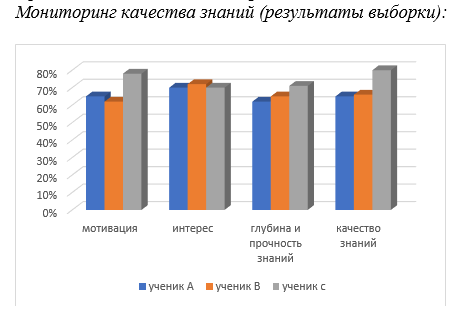 Мониторинг качества знаний (результаты выборки):
80%
70%
60%
50%
40%
30%
20%
10%
0%
мотивация
интерес
глубина и
прочность
знаний
качество
знаний
ученик А
ученик В
ученик с